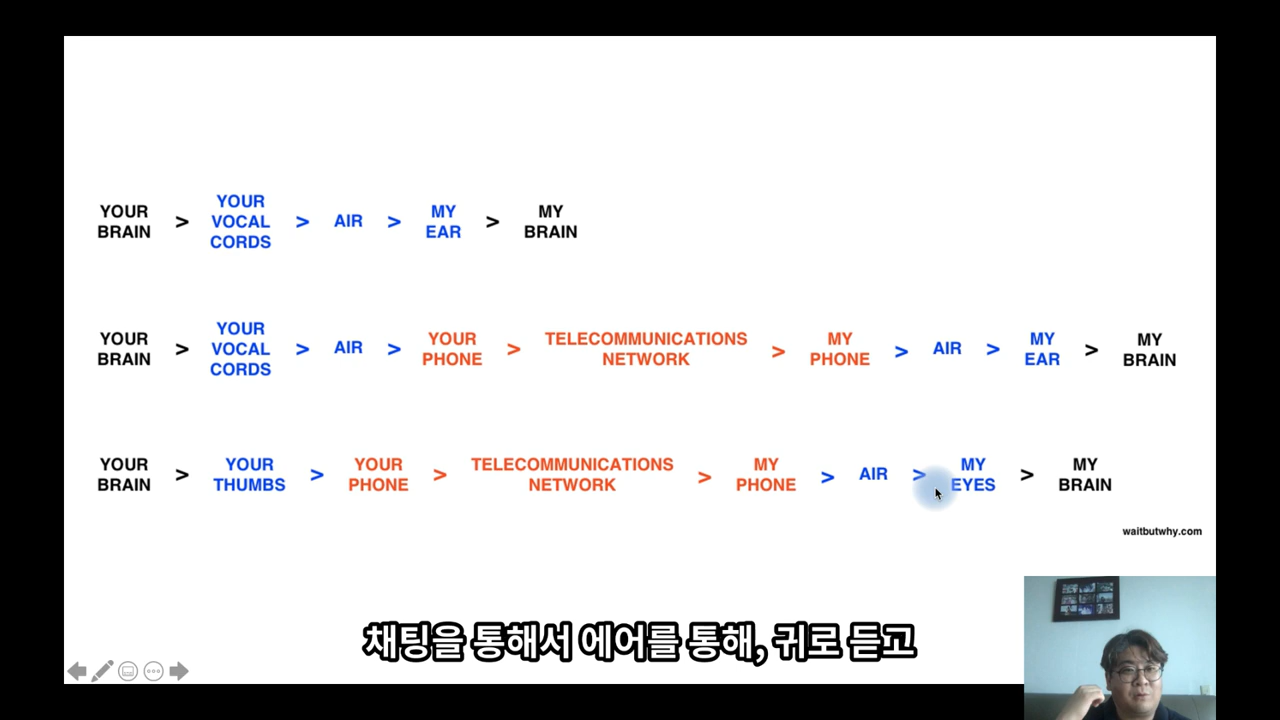 YOUR BRAIN > YOUR VOCAL CORDS > AIR > MY EAR > MY BRAIN
YOUR BRAIN > YOUR VOCAL CORDS > AIR > YOUR PHONE > TELECOMMUNICATIONS NETWORK > MY PHONE > AIR > MY EAR > MY BRAIN
YOUR BRAIN > YOUR THUMBS > YOUR PHONE > TELECOMMUNICATIONS NETWORK > MY PHONE > AIR > MY EYES > MY BRAIN
waitbutwhy.com
채팅을 통해서 에어를 통해, 귀로 듣고